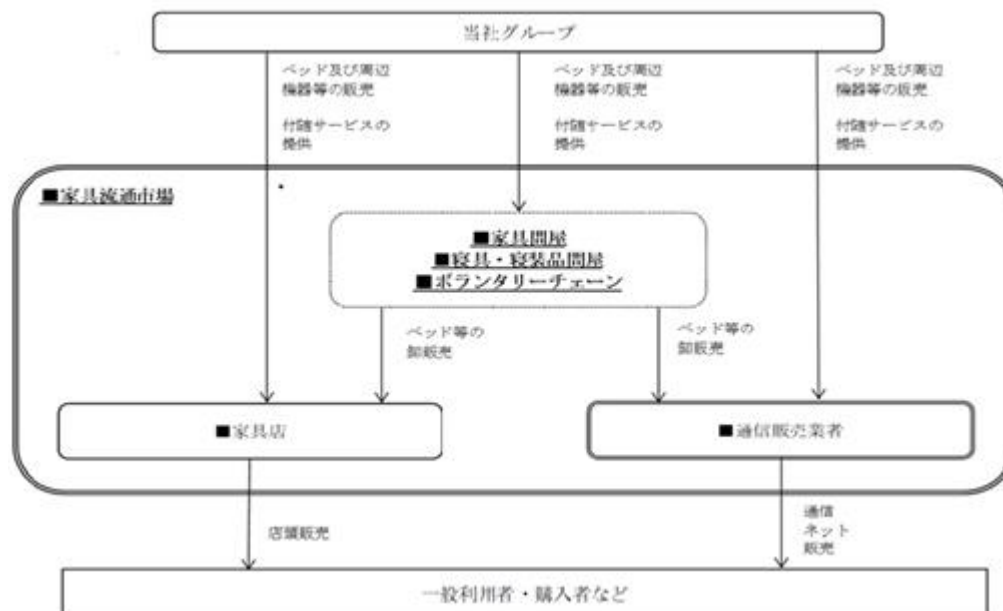 当社グループ
ベッド及び周辺
機器等の販売
付随サービスの
提供
ベッド及び周辺
機器等の販売
付随サービスの
提供
ベッド及び周辺
機器等の販売
付随サービスの
提供
■家具流通市場
■家具問屋
■寝具・寝装品問屋
■ボランタリーチェーン
ベッド等の
卸販売
ベッド等の
卸販売
■家具店
■通信販売業者
店頭販売
通信
ネット
販売
一般利用者・購入者など